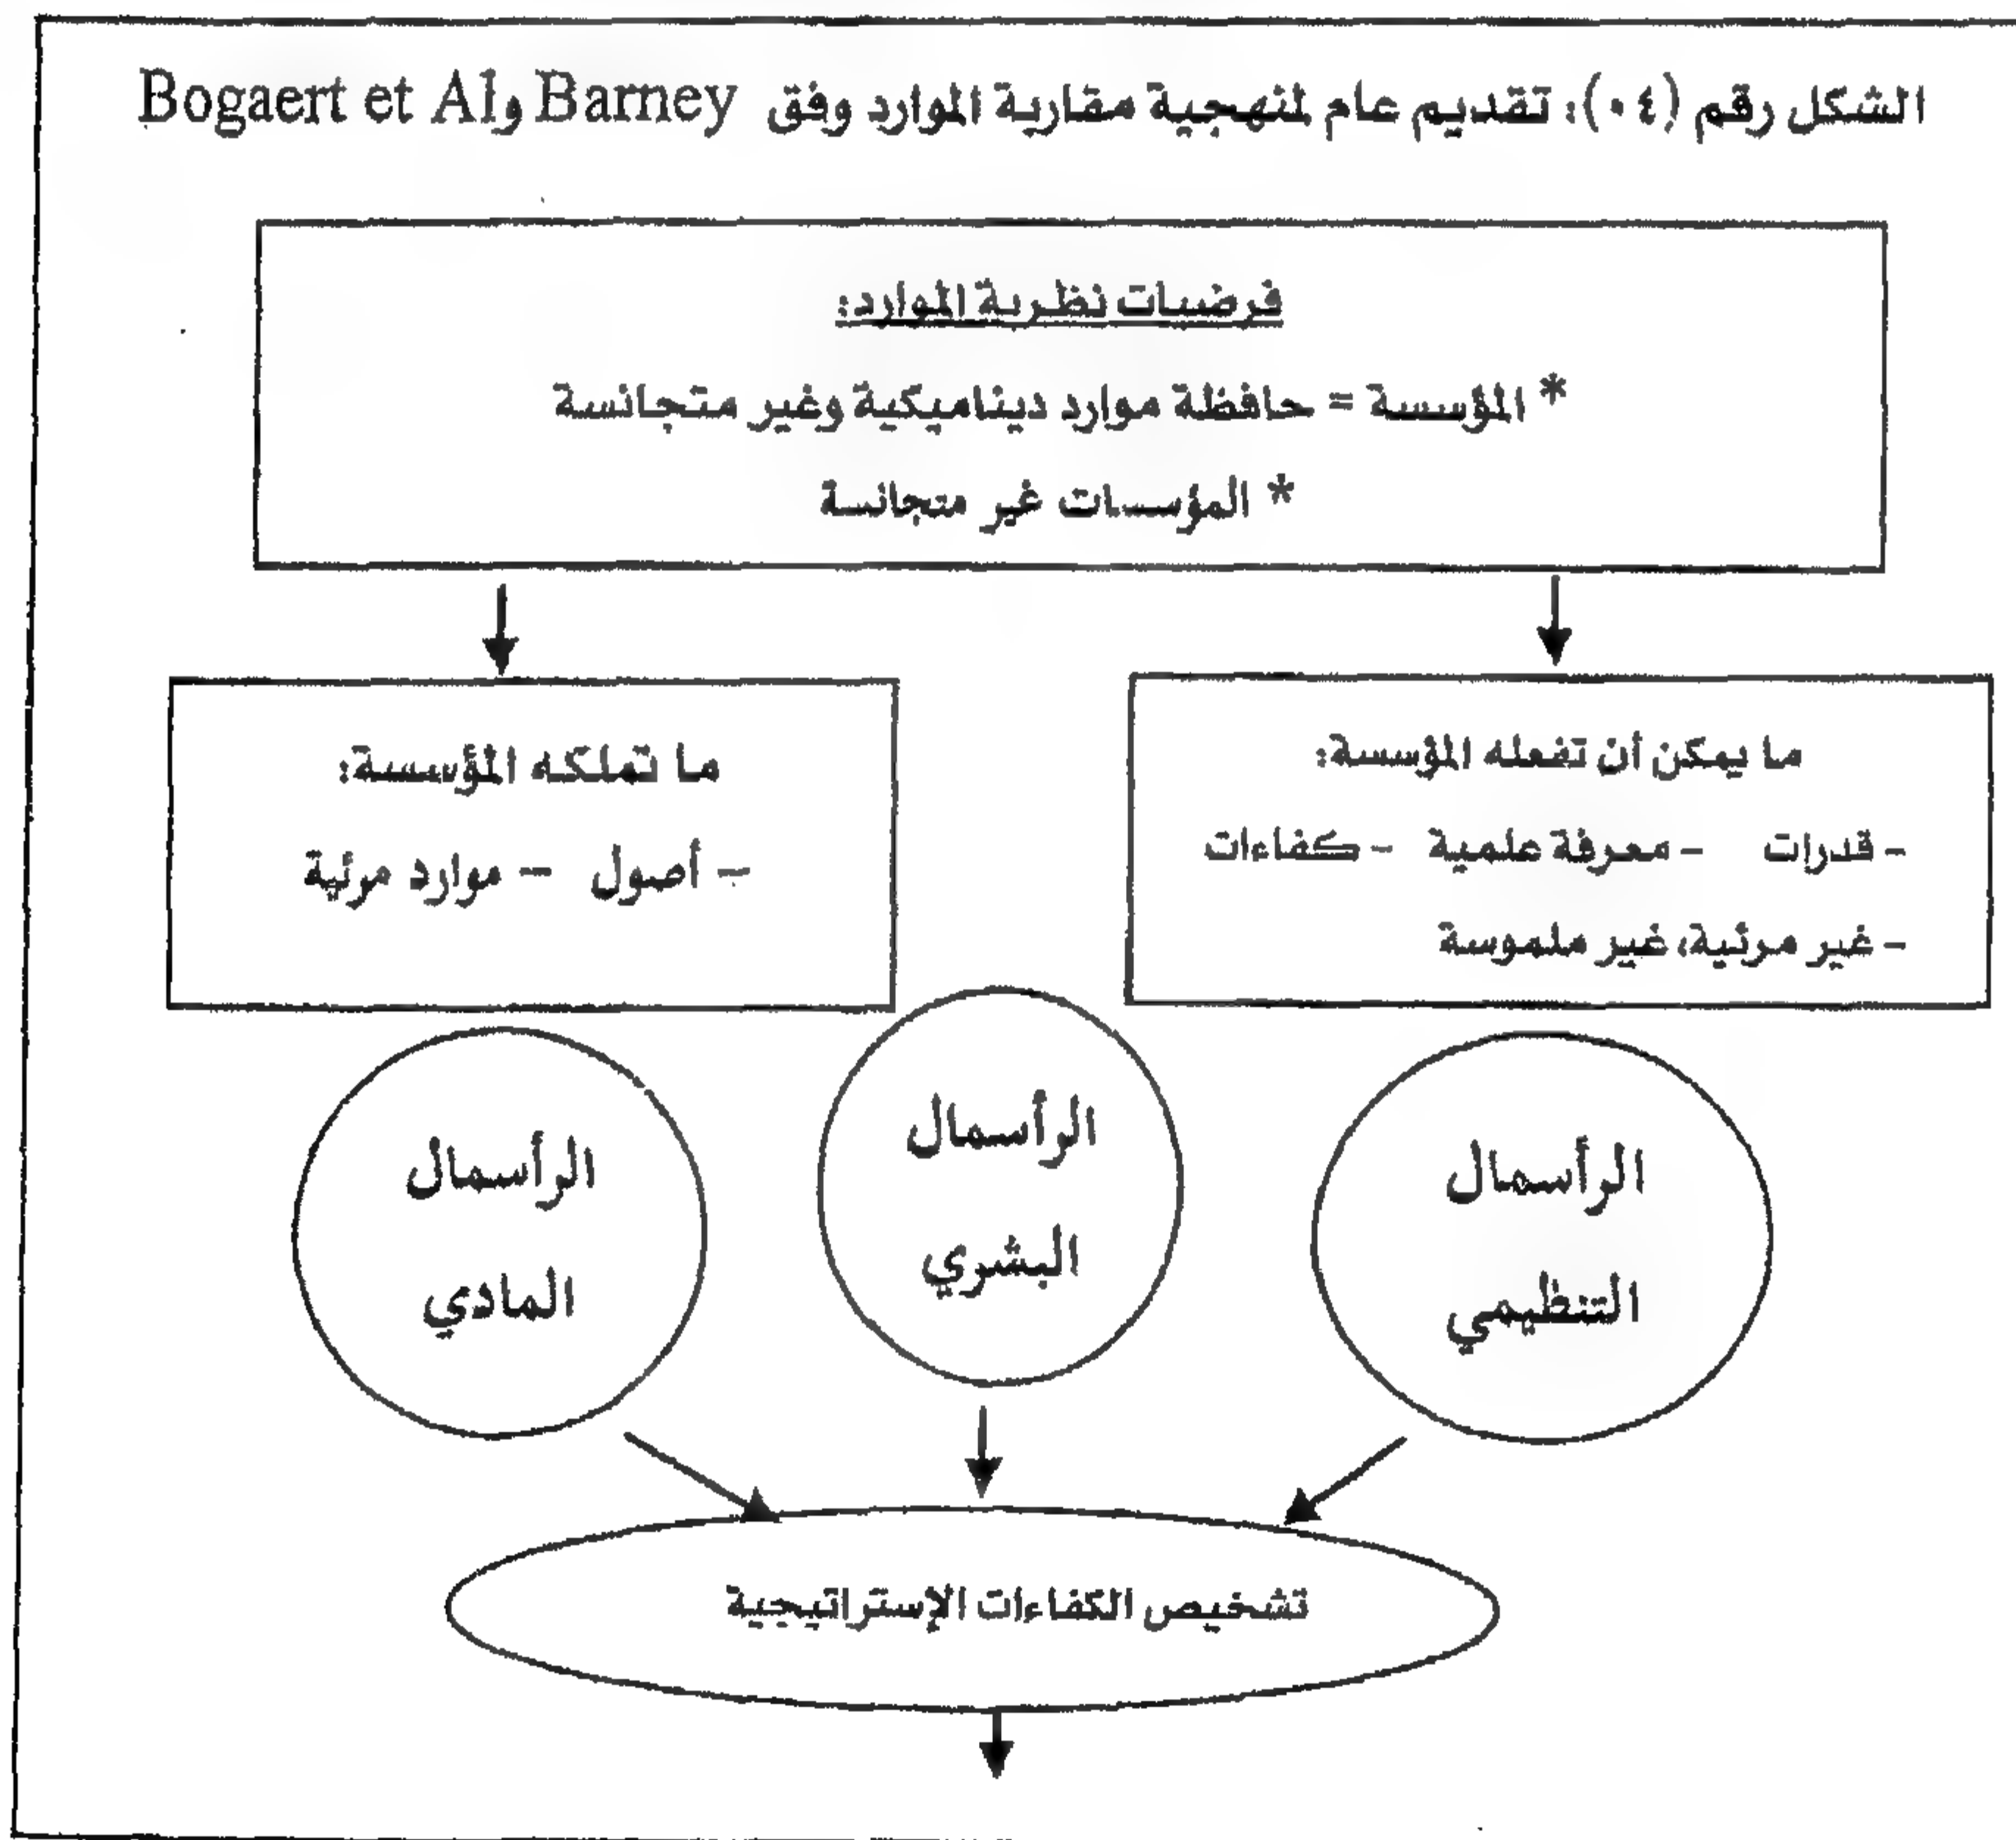 الشكل رقم (٠٤): تقديم عام لمنهجية مقاربة الموارد وفق Barney و Bogaert et Al
فرضيات نظرية الموارد:
* المؤسسة = حافظة موارد ديناميكية وغير متجانسة
* المؤسسات غير متجانسة
ما يمكن أن تفعله المؤسسة:
- قدرات - معرفة علمية - كفاءات
- غير مرئية، غير ملموسة
ما تملكه المؤسسة:
- أصول - موارد مرئية
الرأسمال
التنظيمي
الرأسمال
البشري
الرأسمال
المادي
تشخيص الكفاءات الإستراتيجية